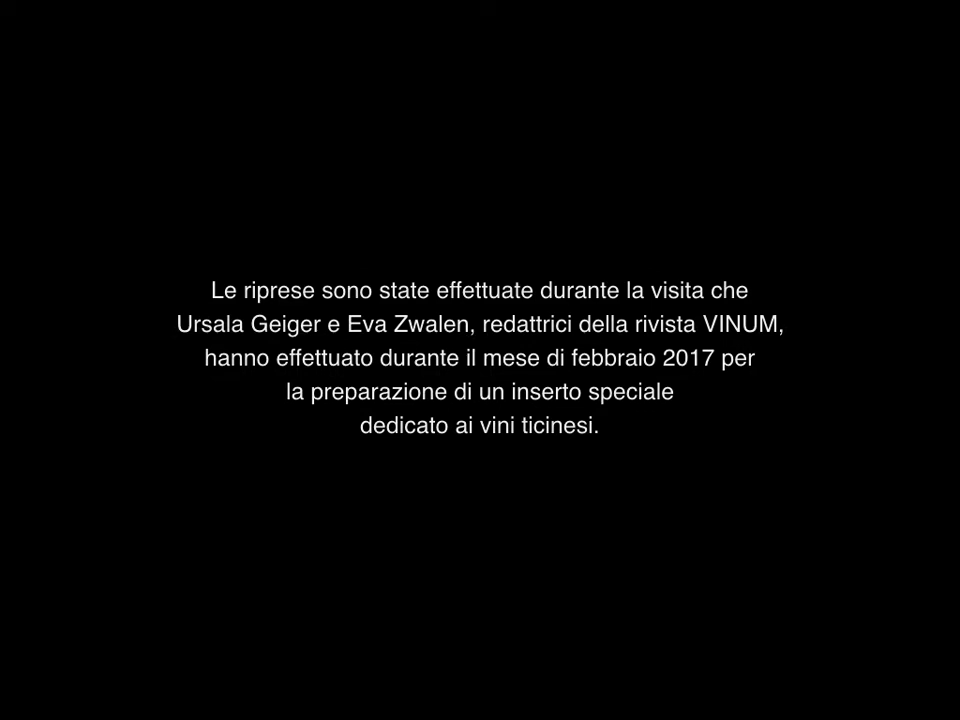 Le riprese sono state effettuate durante la visita che
Ursala Geiger e Eva Zwalen, redattrici della rivista VINUM,
hanno effettuato durante il mese di febbraio 2017 per
la preparazione di un inserto speciale
dedicato ai vini ticinesi.